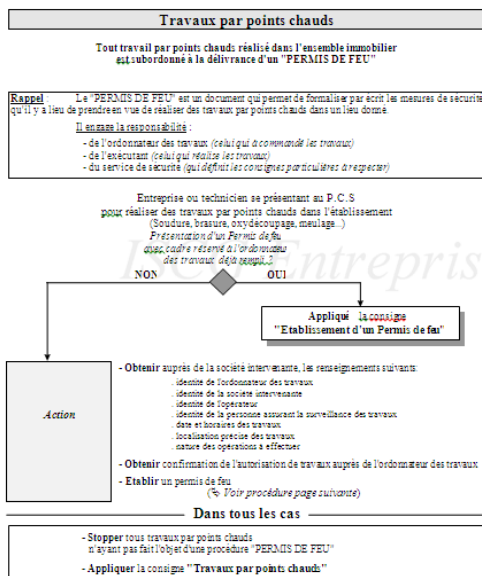 Travaux par points chauds
Tout travail par points chauds réalisé dans l'ensemble immobilier
est subordonné à la délivrance d'un "PERMIS DE FEU"
Rappel : Le "PERMIS DE FEU" est un document qui permet de formaliser par écrit les mesures de sécurité
qu'il y a lieu de prendre en vue de réaliser des travaux par points chauds dans un lieu donné.
Il engage la responsabilité :
- de l'ordonnateur des travaux (celui qui à commandé les travaux)
- de l'exécutant (celui qui réalise les travaux)
- du service de sécurité (qui définit les consignes particulières à respecter)
Entreprise ou technicien se présentant au P.C.S
pour réaliser des travaux par points chauds dans l'établissement
(Soudure, brasure, oxydécoupage, meulage...)
Présentation d'un Permis de feu
avec cadre réservé à l'ordonnateur
des travaux déjà rempli..?
ISC Entrepris
NON
OUI
Appliqué la consigne
"Etablissement d'un Permis de feu"
Action
- Obtenir auprès de la société intervenante, les renseignements suivants:
. identité de l'ordonnateur des travaux
. identité de la société intervenante
. identité de l'opérateur
. identité de la personne assurant la surveillance des travaux
. date et horaires des travaux
. localisation précise des travaux
. nature des opérations à effectuer
- Obtenir confirmation de l'autorisation de travaux auprès de l'ordonnateur des travaux
- Etablir un permis de feu
(✎ Voir procédure page suivante)
Dans tous les cas
- Stopper tous travaux par points chauds
n'ayant pas fait l'objet d'une procédure "PERMIS DE FEU"
- Appliquer la consigne "Travaux par points chauds"